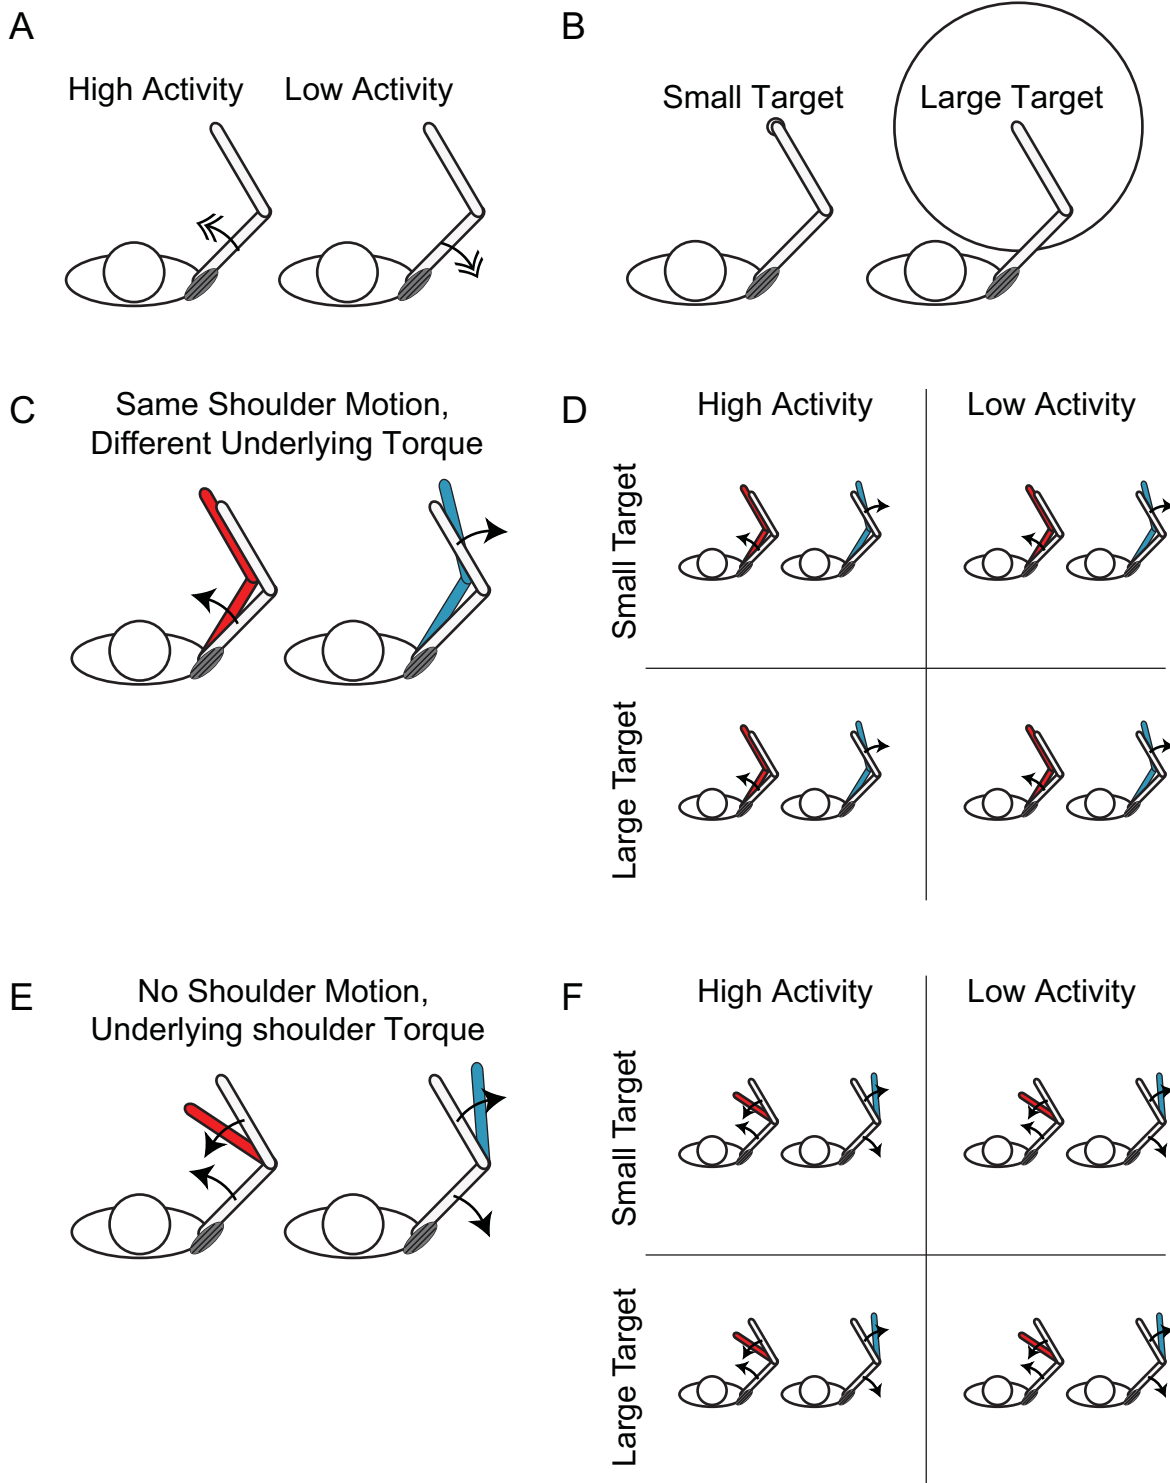 A
High Activity
Low Activity
B
Small Target
Large Target
C
Same Shoulder Motion,
Different Underlying Torque
D
High Activity
Low Activity
Small Target
Large Target
E
No Shoulder Motion,
Underlying shoulder Torque
F
High Activity
Low Activity
Small Target
Large Target